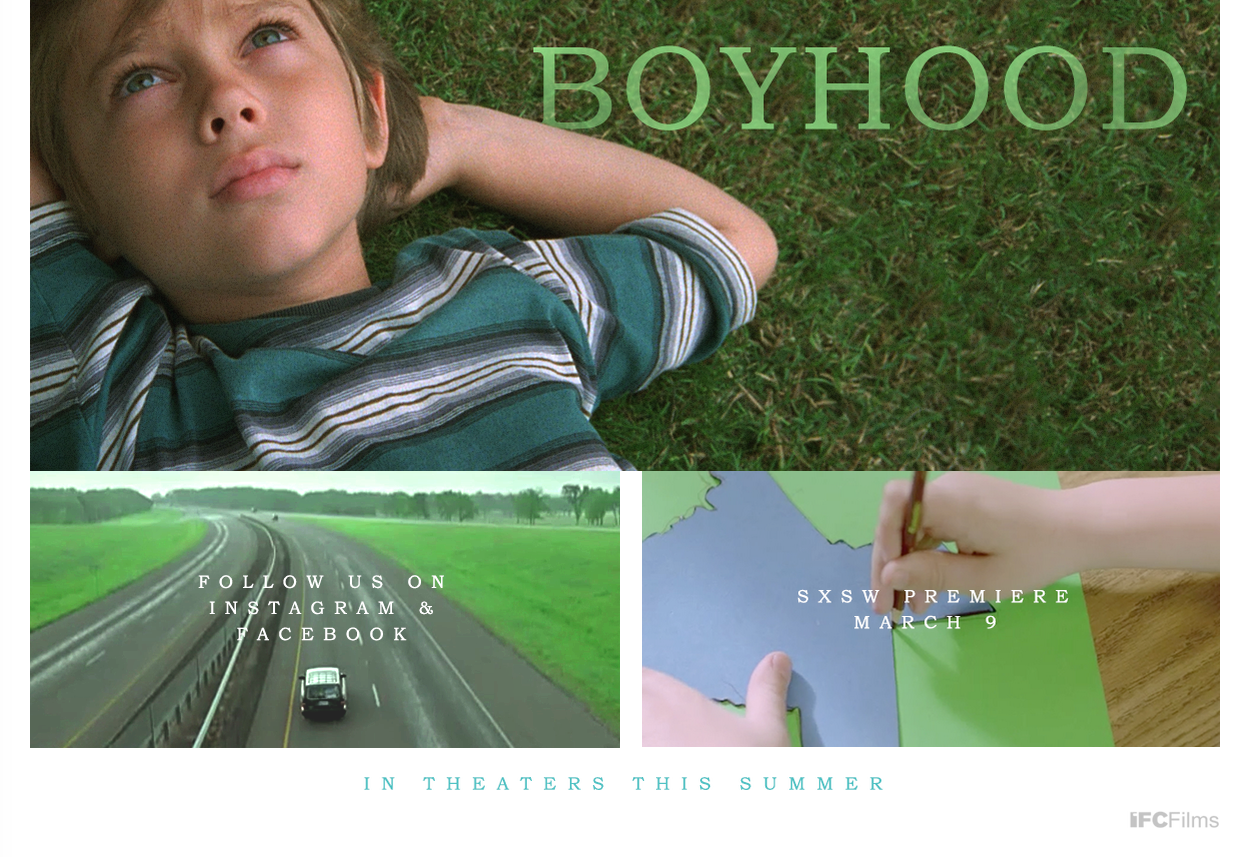 BOYHOOD
FOLLOW US ON
INSTAGRAM &
FACEBOOK
SXSW PREMIERE
MARCH 9
IN THEATERS THIS SUMMER
IFCFilms